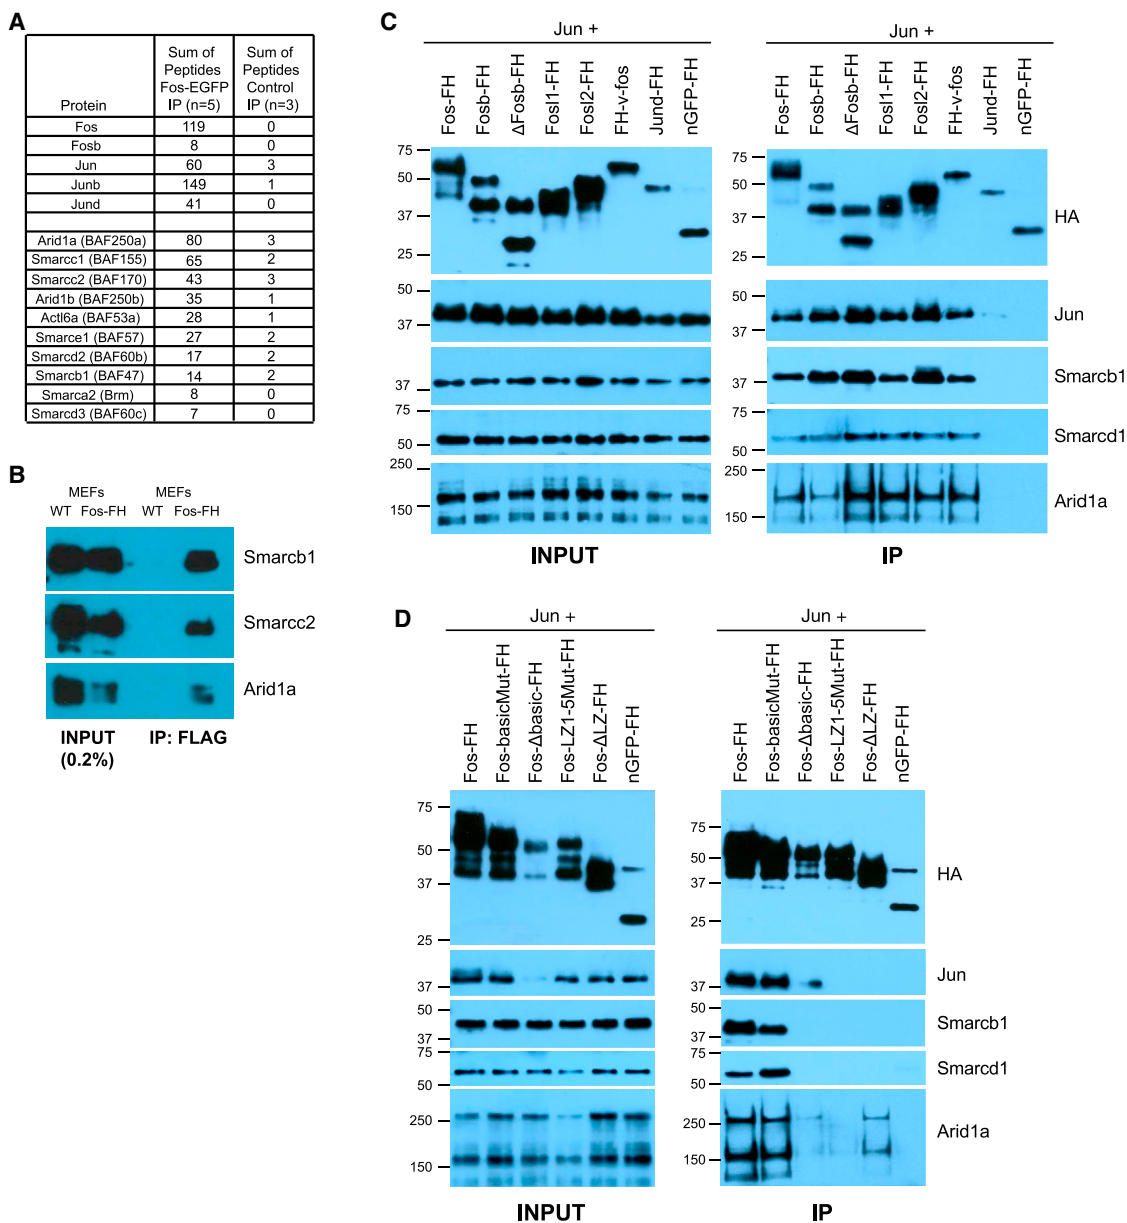 A
Protein
Sum of
Peptides
Fos-EGFP
IP (n=5)
Sum of
Peptides
Control
IP (n=3)
Fos 119 0
Fosb 8 0
Jun 60 3
Junb 149 1
Jund 41 0
Arid1a (BAF250a) 80 3
Smarcc1 (BAF155) 65 2
Smarcc2 (BAF170) 43 3
Arid1b (BAF250b) 35 1
Actl6a (BAF53a) 28 1
Smarce1 (BAF57) 27 2
Smarcd2 (BAF60b) 17 2
Smarcb1 (BAF47) 14 2
Smarca2 (Brm) 8 0
Smarcd3 (BAF60c) 7 0
B
MEFs MEFs
WT Fos-FH WT Fos-FH
Smarcb1
Smarcc2
Arid1a
INPUT
(0.2%)
IP: FLAG
C
Jun +
Fos-FH
Fosb-FH
ΔFosb-FH
Fosl1-FH
Fosl2-FH
FH-v-fos
Jund-FH
nGFP-FH
75
50
37
25
50
37
37
75
50
250
150
INPUT
Jun +
Fos-FH
Fosb-FH
ΔFosb-FH
Fosl1-FH
Fosl2-FH
FH-v-fos
Jund-FH
nGFP-FH
75
50
37
25
HA
50
37
Jun
37
Smarcb1
75
50
Smarcd1
250
150
Arid1a
IP
D
Jun +
Fos-FH
Fos-basicMut-FH
Fos-Δbasic-FH
Fos-LZ1-5Mut-FH
Fos-ΔLZ-FH
nGFP-FH
75
50
37
25
37
50
37
75
50
250
150
INPUT
Jun +
Fos-FH
Fos-basicMut-FH
Fos-Δbasic-FH
Fos-LZ1-5Mut-FH
Fos-ΔLZ-FH
nGFP-FH
75
50
37
25
HA
37
Jun
50
37
Smarcb1
75
50
Smarcd1
250
150
Arid1a
IP